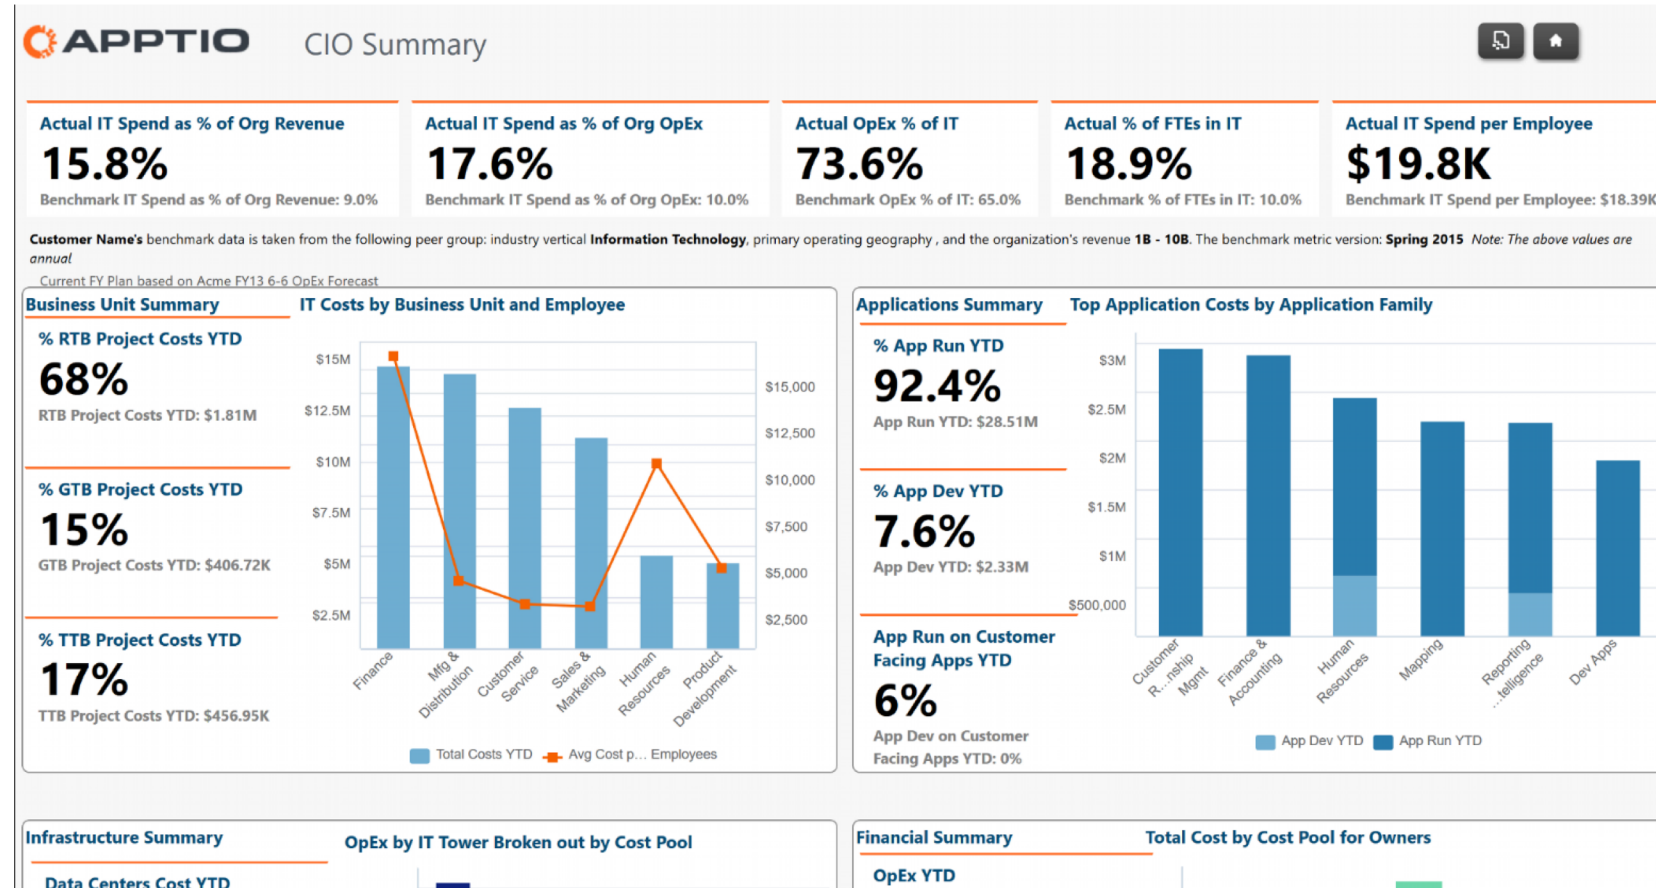 APPTIO CIO Summary
Actual IT Spend as % of Org Revenue
15.8%
Benchmark IT Spend as % of Org Revenue: 9.0%
Actual IT Spend as % of Org OpEx
17.6%
Benchmark IT Spend as % of Org OpEx: 10.0%
Actual OpEx % of IT
73.6%
Benchmark OpEx % of IT: 65.0%
Actual % of FTEs in IT
18.9%
Benchmark % of FTEs in IT: 10.0%
Actual IT Spend per Employee
$19.8K
Benchmark IT Spend per Employee: $18.39K
Customer Name's benchmark data is taken from the following peer group: industry vertical Information Technology, primary operating geography , and the organization's revenue 1B - 10B. The benchmark metric version: Spring 2015 Note: The above values are
annual
Current FY Plan based on Acme FY13 6-6 OpEx Forecast
Business Unit Summary
% RTB Project Costs YTD
68%
RTB Project Costs YTD: $1.81M
% GTB Project Costs YTD
15%
GTB Project Costs YTD: $406.72K
% TTB Project Costs YTD
17%
TTB Project Costs YTD: $456.95K
IT Costs by Business Unit and Employee
$15M
$12.5M
$10M
$7.5M
$5M
$2.5M
$15,000
$12,500
$10,000
$7,500
$5,000
$2,500
Finance
Mfg &
Distribution
Customer
Service
Sales &
Marketing
Human
Resources
Product
Development
Total Costs YTD
Avg Cost p... Employees
Applications Summary
% App Run YTD
92.4%
App Run YTD: $28.51M
% App Dev YTD
7.6%
App Dev YTD: $2.33M
App Run on Customer
Facing Apps YTD
6%
App Dev on Customer
Facing Apps YTD: 0%
Top Application Costs by Application Family
$3M
$2.5M
$2M
$1.5M
$1M
$500,000
Customer
R...nship
Mgmt
Finance &
Accounting
Human
Resources
Mapping
Reporting
...telligence
Dev Apps
App Dev YTD
App Run YTD
Infrastructure Summary
Data Centers Cost YTD
OpEx by IT Tower Broken out by Cost Pool
Financial Summary
OpEx YTD
Total Cost by Cost Pool for Owners